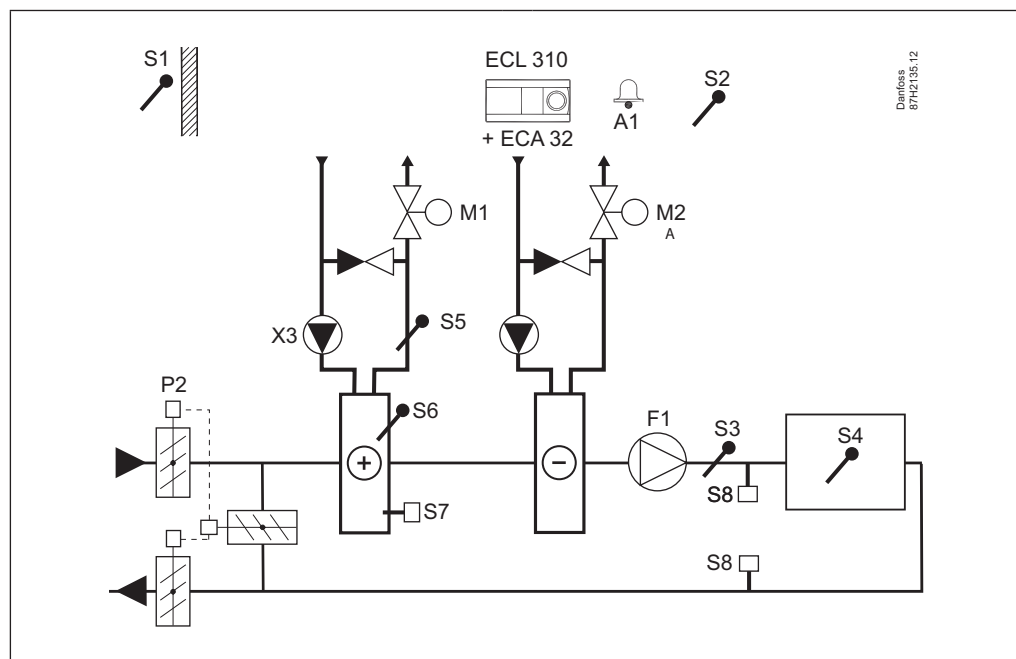 S1
ECL 310
+ ECA 32
A1
S2
Danfoss
87H2135.12
M1
M2
A
X3
S5
P2
S6
F1
S3
S4
+
−
S7
S8
S8